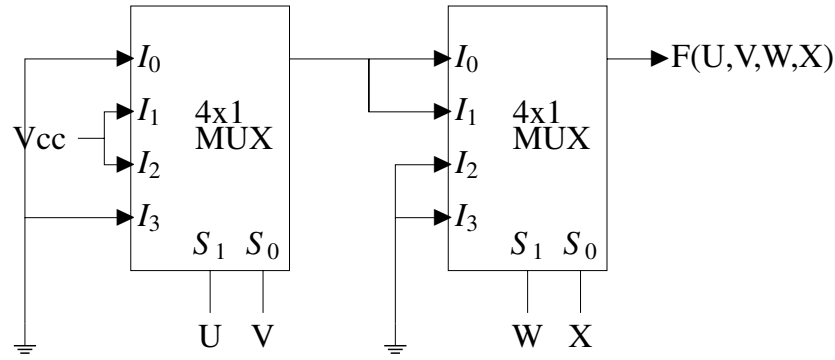 I0
I1
Vcc
I2
I3
4x1
MUX
S1 S0
U V
I0
I1
I2
I3
4x1
MUX
S1 S0
W X
F(U,V,W,X)